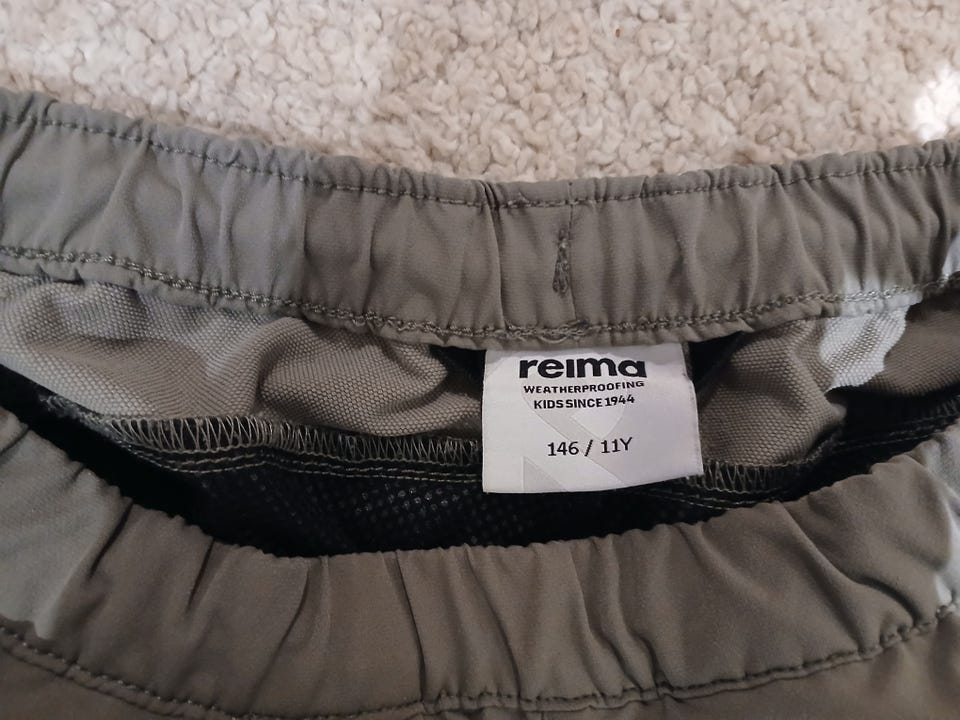 reima
WEATHERPROOFING
KIDS SINCE 1944
146 / 11Y